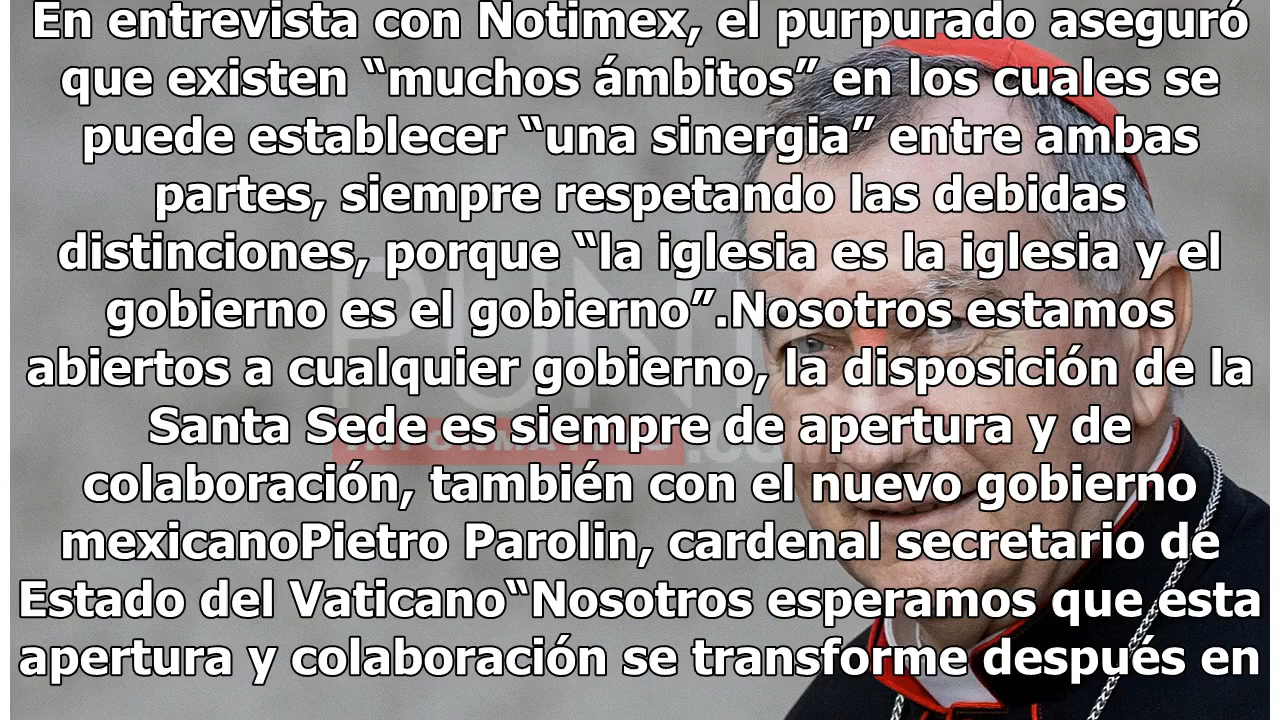 En entrevista con Notimex, el purpurado aseguró
que existen “muchos ámbitos” en los cuales se
puede establecer “una sinergia” entre ambas
partes, siempre respetando las debidas
distinciones, porque “la iglesia es la iglesia y el
gobierno es el gobierno”.Nosotros estamos
abiertos a cualquier gobierno, la disposición de la
Santa Sede es siempre de apertura y de
colaboración, también con el nuevo gobierno
mexicanoPietro Parolin, cardenal secretario de
Estado del Vaticano“Nosotros esperamos que esta
apertura y colaboración se transforme después en